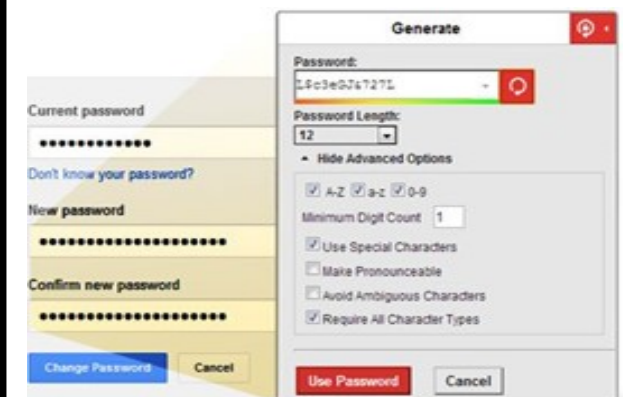 Current password
Don't know your password?
New password
Confirm new password
Change Password
Cancel
Generate
Password:
Password Length:
12
Hide Advanced Options
A-Z a-z 0-9
Minimum Digit Count 1
Use Special Characters
Make Pronounceable
Avoid Ambiguous Characters
Require All Character Types
Use Password
Cancel